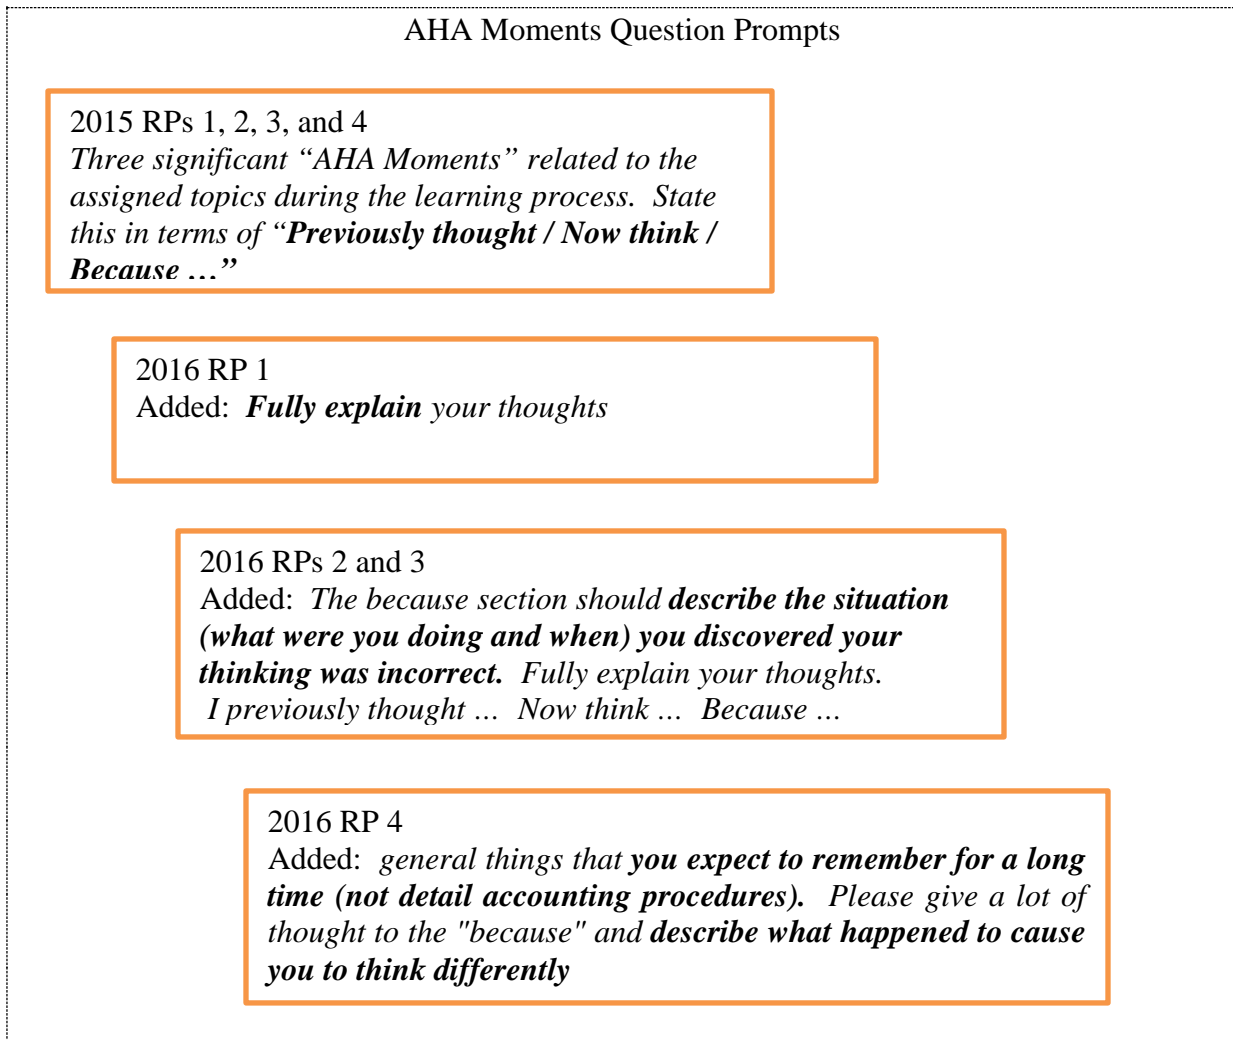 AHA Moments Question Prompts
2015 RPs 1, 2, 3, and 4
Three significant “AHA Moments” related to the
assigned topics during the learning process.  State
this in terms of “Previously thought / Now think /
Because …”
2016 RP 1
Added:  Fully explain your thoughts
2016 RPs 2 and 3
Added:  The because section should describe the situation
(what were you doing and when) you discovered your
thinking was incorrect.  Fully explain your thoughts.
I previously thought …  Now think …  Because …
2016 RP 4
Added:  general things that you expect to remember for a long
time (not detail accounting procedures).  Please give a lot of
thought to the "because" and describe what happened to cause
you to think differently